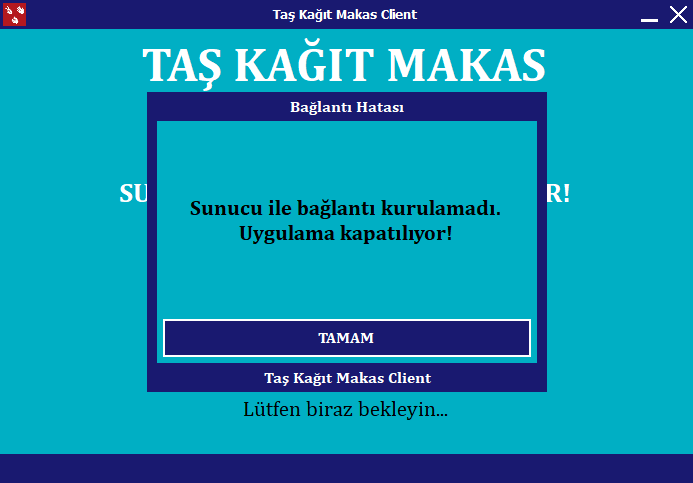 Taş Kağıt Makas Client
TAŞ KAĞIT MAKAS
Bağlantı Hatası
Sunucu ile bağlantı kurulamadı.
Uygulama kapatılıyor!
TAMAM
Taş Kağıt Makas Client
Lütfen biraz bekleyin...